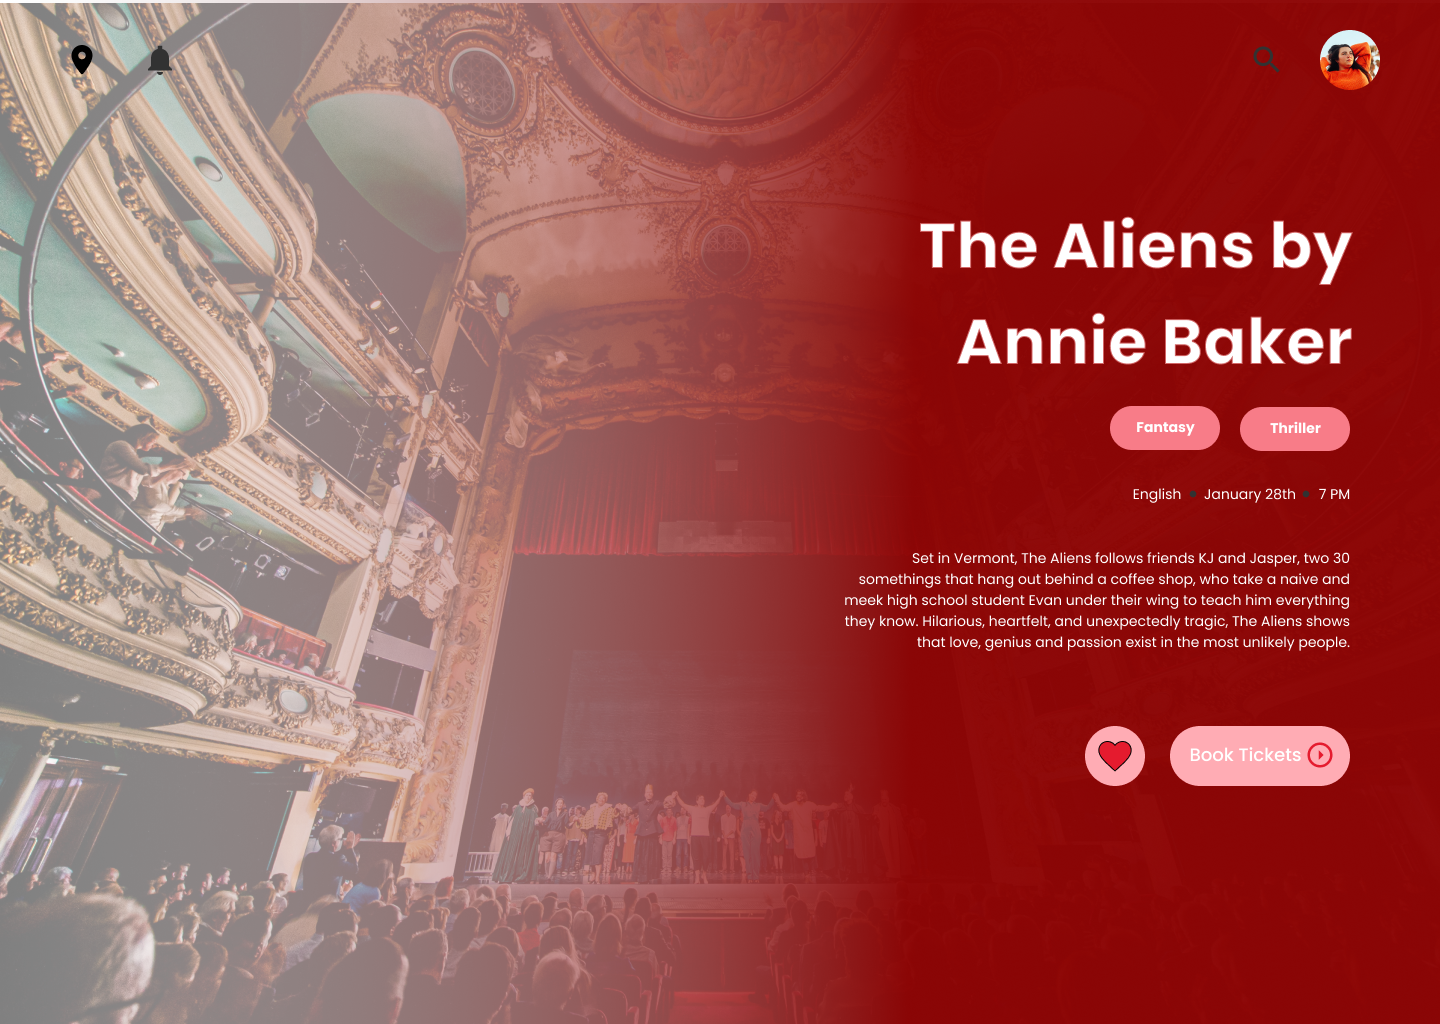 The Aliens by
Annie Baker
Fantasy Thriller
English • January 28th • 7 PM
Set in Vermont, The Aliens follows friends KJ and Jasper, two 30
somethings that hang out behind a coffee shop, who take a naive and
meek high school student Evan under their wing to teach him everything
they know. Hilarious, heartfelt, and unexpectedly tragic, The Aliens shows
that love, genius and passion exist in the most unlikely people.
Book Tickets